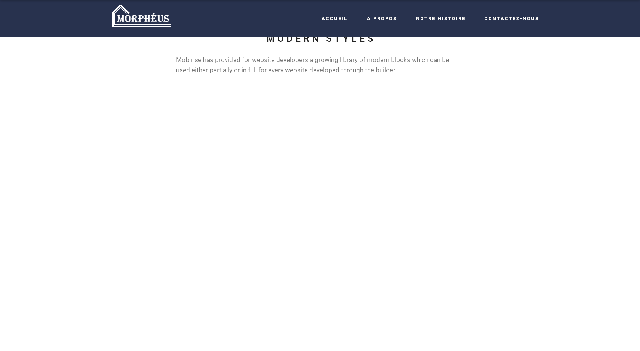 MORPHÉUS
ACCUEIL
A PROPOS
NOTRE HISTOIRE
CONTACTEZ-NOUS
MODERN STYLES
Mobirise has provided for website developers a growing library of modern blocks which can be
used either partially or in full for every website developed through the builder.